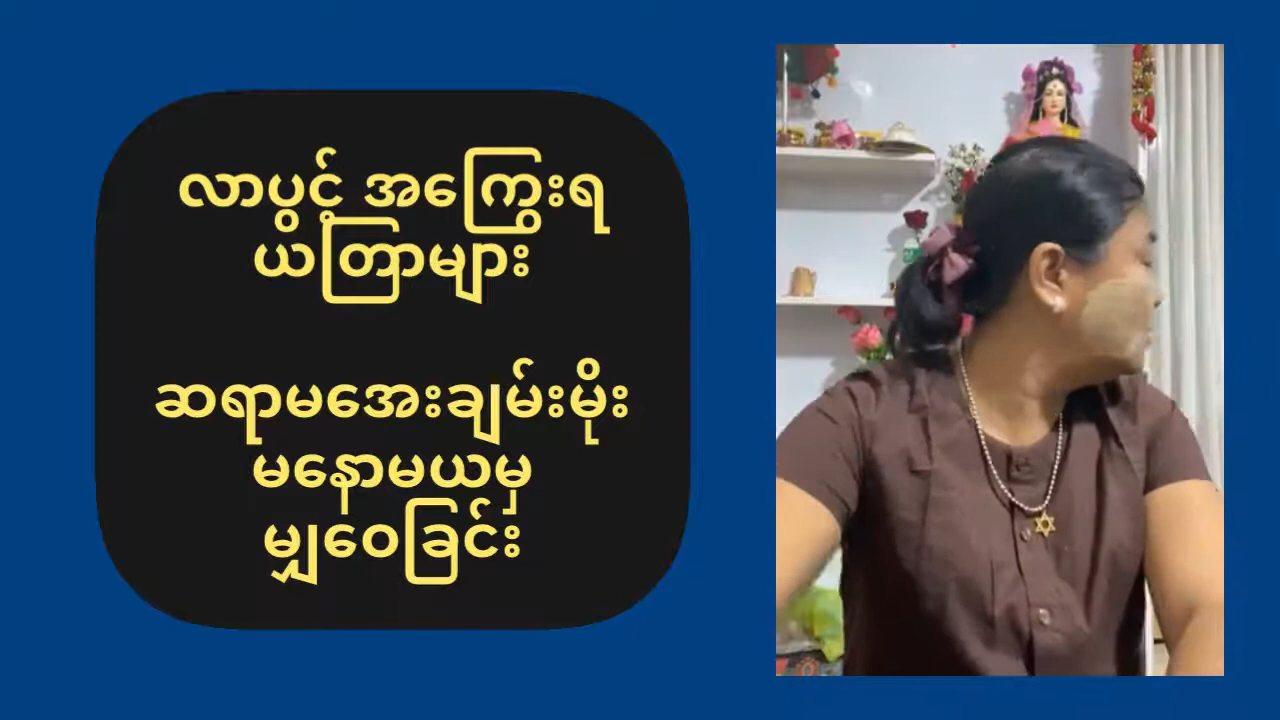 လာပွင့် အကြွေးရ
ယတြာများ
ဆရာမအေးချမ်းမိုး
မနောမယမှ
မျှဝေခြင်း